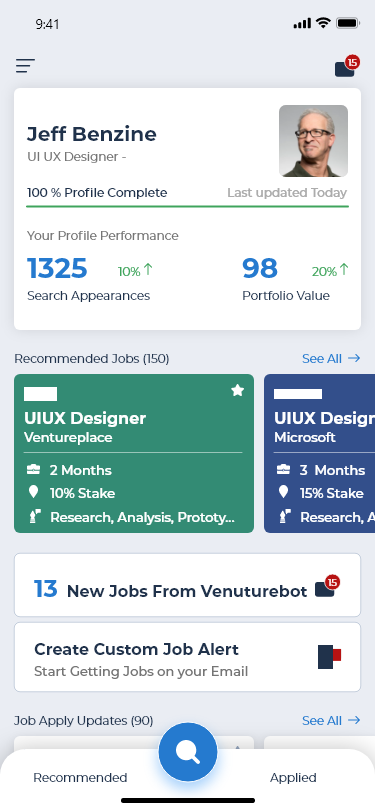 9:41
15
Jeff Benzine
UI UX Designer -
100 % Profile Complete
Last updated Today
Your Profile Performance
1325
10%
98
20%
Search Appearances
Portfolio Value
Recommended Jobs (150)
See All
UIUX Designer
Ventureplace
2 Months
10% Stake
Research, Analysis, Prototy...
UIUX Desigr
Microsoft
3 Months
15% Stake
Research, A
13 New Jobs From Venuturebot
15
Create Custom Job Alert
Start Getting Jobs on your Email
Job Apply Updates (90)
See All
Recommended
Applied